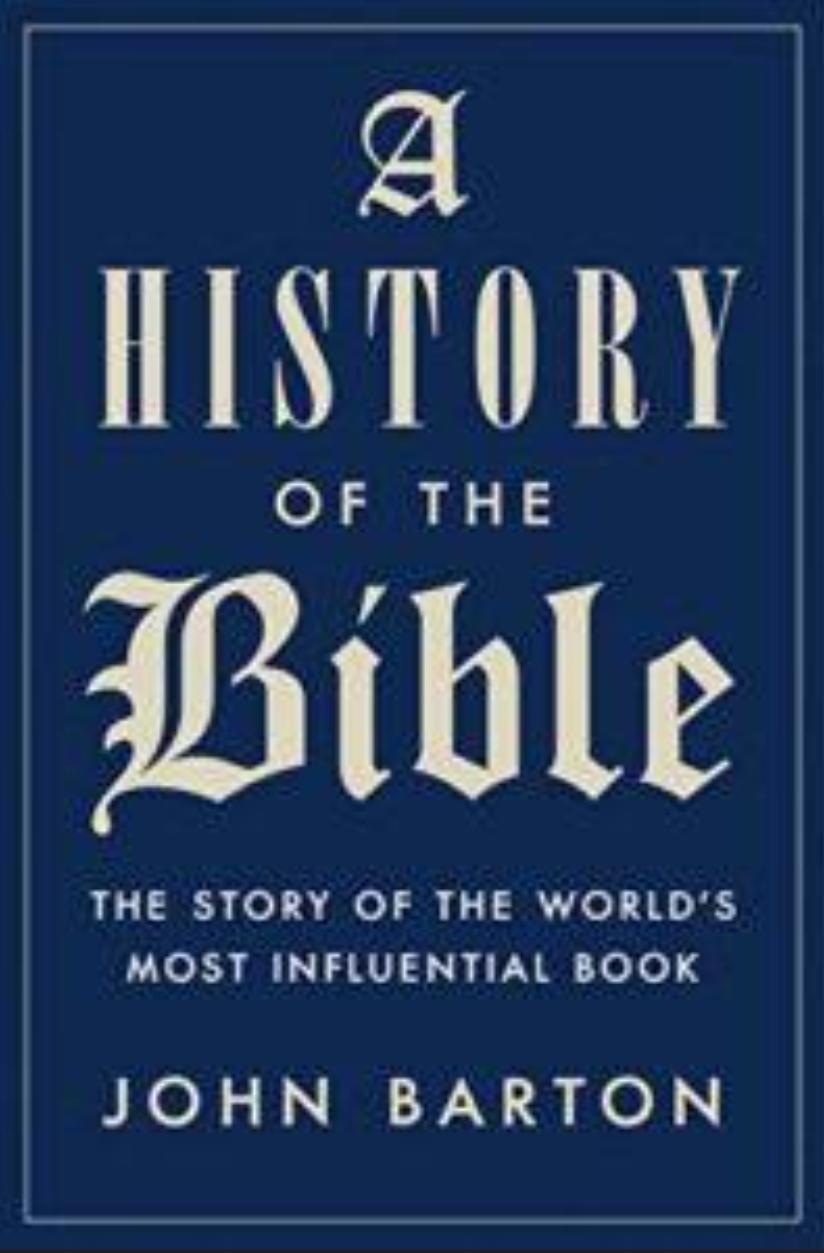 A
HISTORY
OF THE
Bible
THE STORY OF THE WORLD'S
MOST INFLUENTIAL BOOK
JOHN BARTON